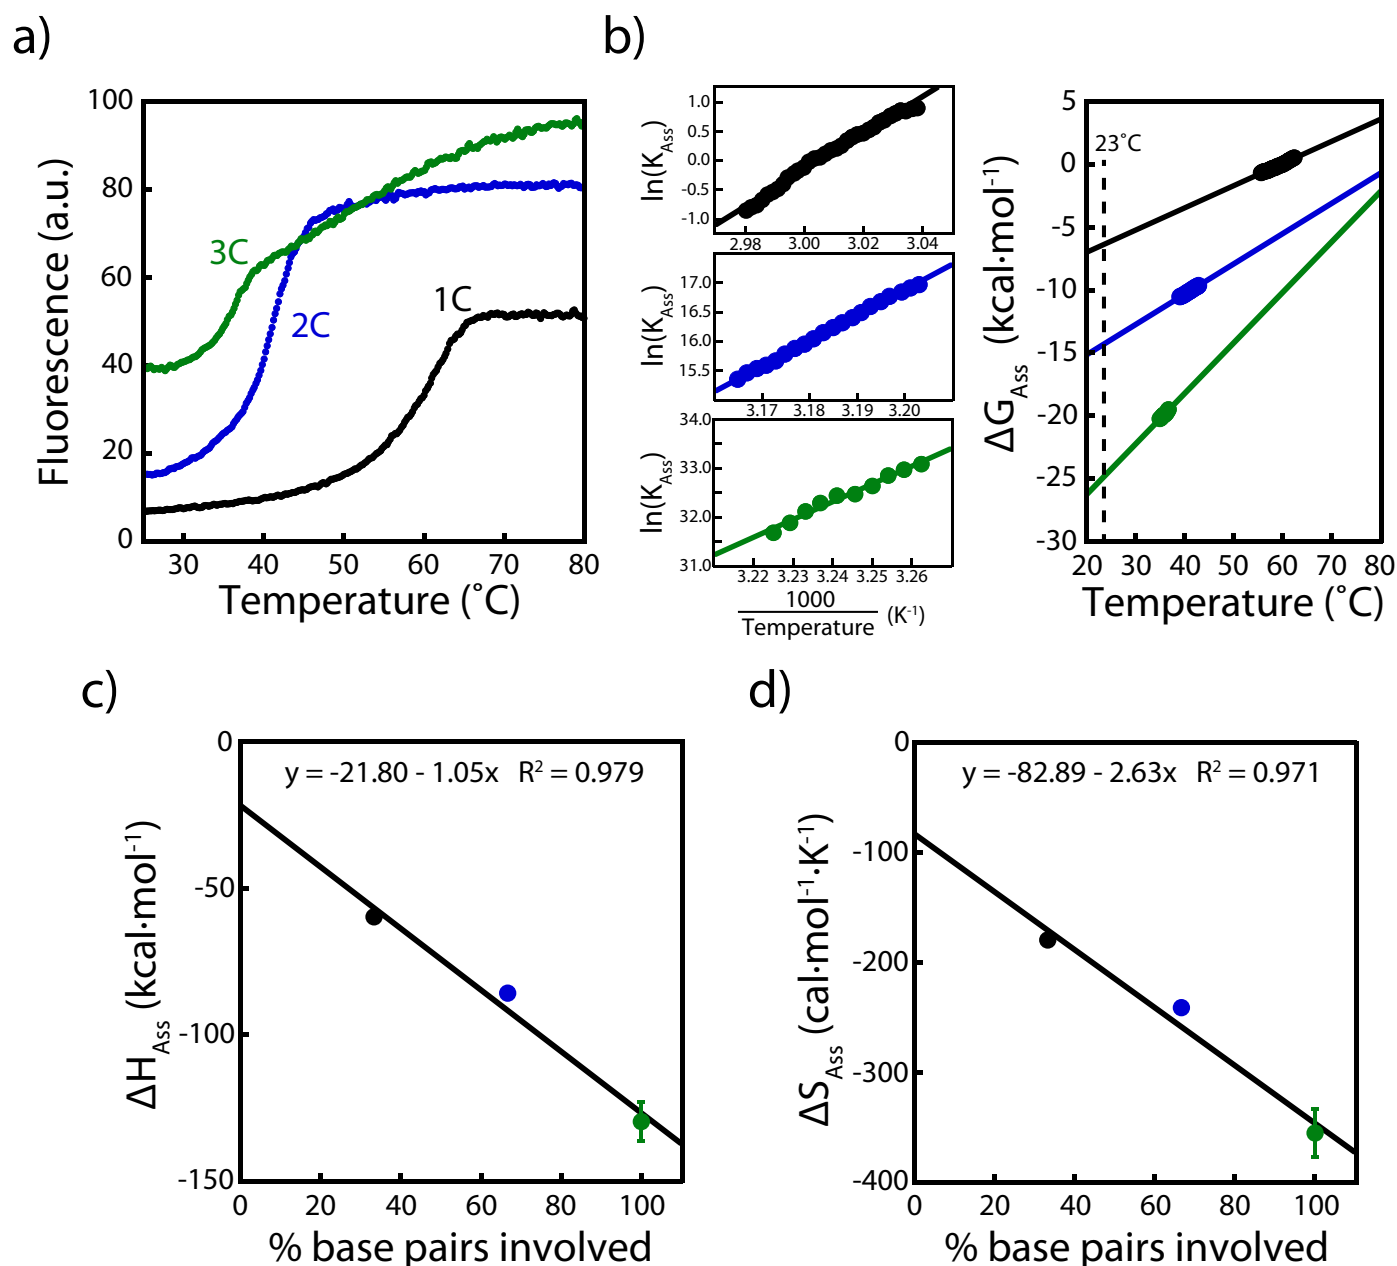 a)
100
80
60
40
20
0
30 40 50 60 70 80
Fluorescence (a.u.)
Temperature (˚C)
3C
2C
1C
b)
ln(K_Ass)
1.0
0.5
0.0
-0.5
-1.0
2.98 3.00 3.02 3.04
ln(K_Ass)
17.0
16.5
16.0
15.5
3.17 3.18 3.19 3.20
ln(K_Ass)
34.0
33.0
32.0
31.0
3.22 3.23 3.24 3.25 3.26
1000
Temperature (K⁻¹)
ΔG_Ass (kcal·mol⁻¹)
5
0
-5
-10
-15
-20
-25
-30
23˚C
20 30 40 50 60 70 80
Temperature (˚C)
c)
y = -21.80 - 1.05x R² = 0.979
0
-50
-100
-150
ΔH_Ass (kcal·mol⁻¹)
0 20 40 60 80 100
% base pairs involved
d)
y = -82.89 - 2.63x R² = 0.971
0
-100
-200
-300
-400
ΔS_Ass (cal·mol⁻¹·K⁻¹)
0 20 40 60 80 100
% base pairs involved